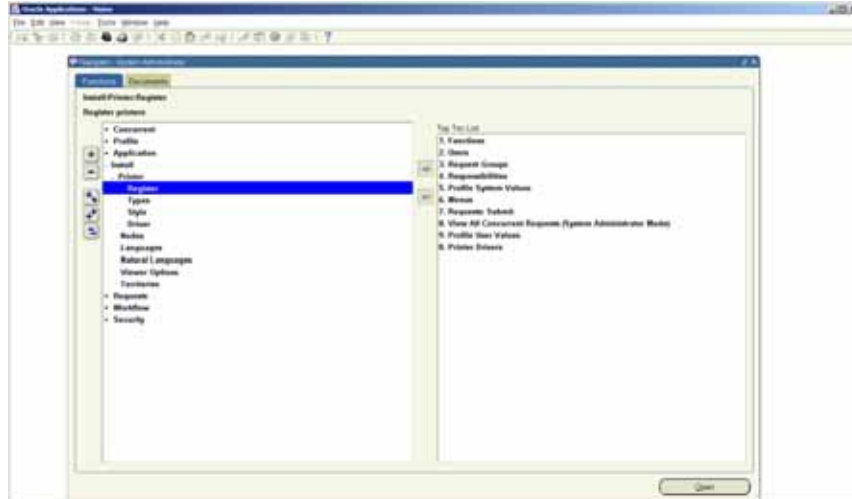 Oracle Applications - Vision
File Edit View Folder Tools Window Help
Navigator - System Administrator
Functions Documents
Install:Printer:Register
Register printers
+ Concurrent
+ Profile
+ Application
- Install
- Printer
Register
Types
Style
Driver
Nodes
Languages
Natural Languages
Viewer Options
Territories
+ Requests
+ Workflow
+ Security
Top Ten List
1. Functions
2. Users
3. Request Groups
4. Responsibilities
5. Profile System Values
6. Menus
7. Requests: Submit
8. View All Concurrent Requests (System Administrator Mode)
9. Profile User Values
0. Printer Drivers
Open